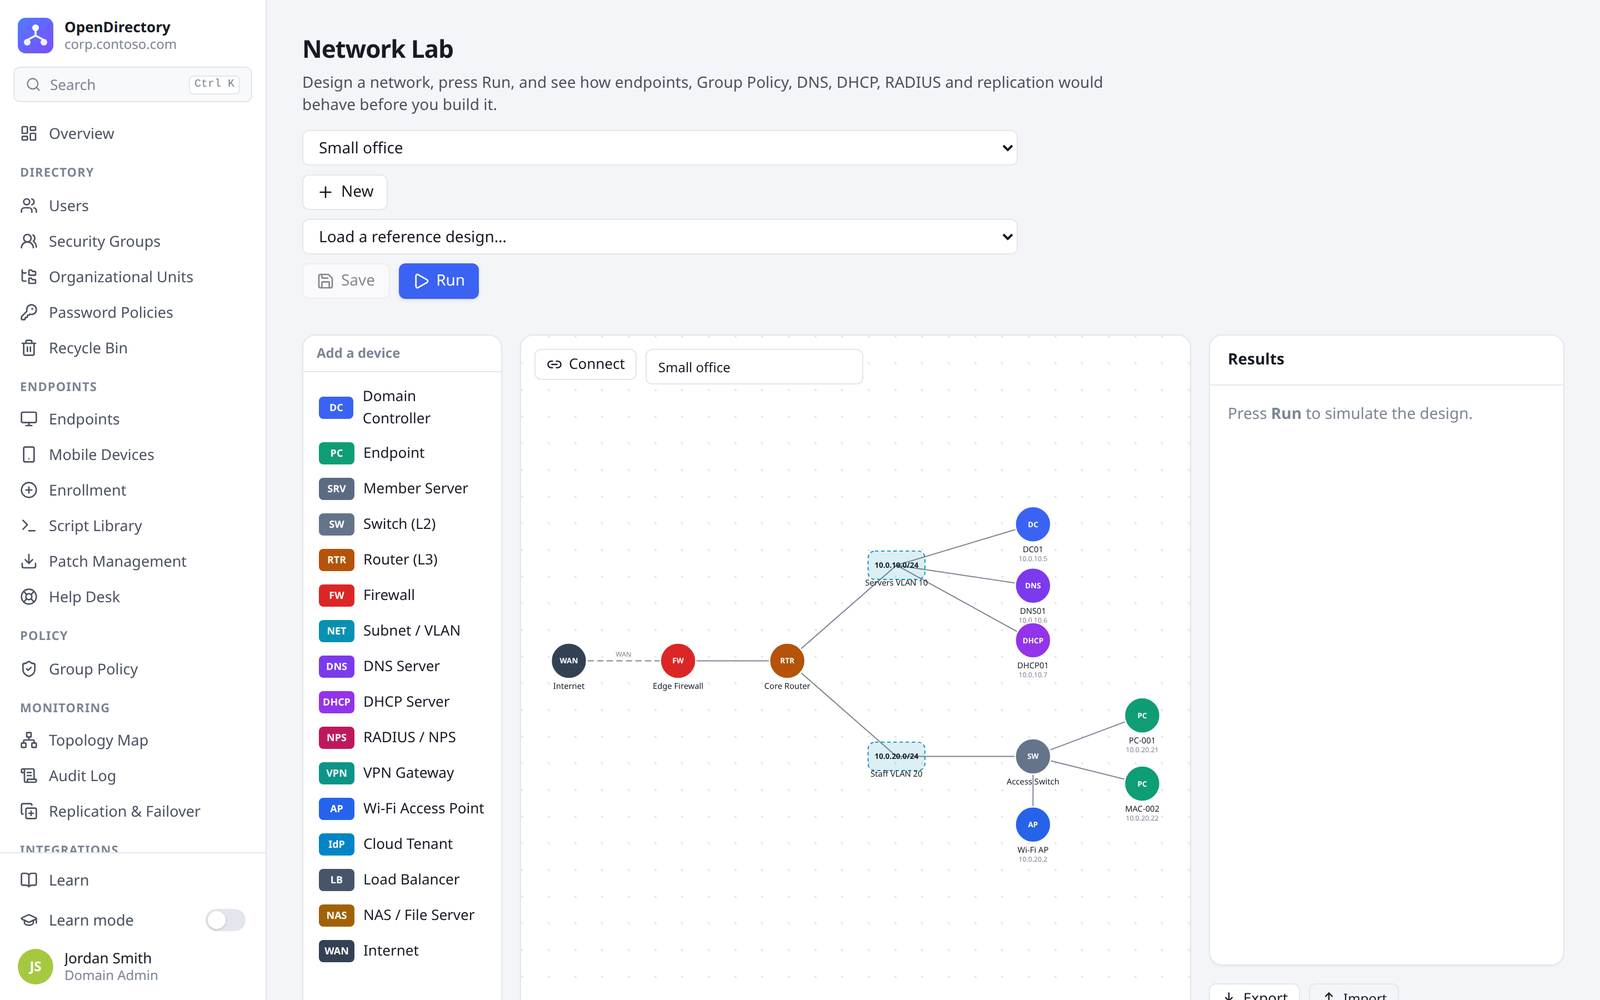 OpenDirectory
corp.contoso.com
Search
Ctrl K
Overview
DIRECTORY
Users
Security Groups
Organizational Units
Password Policies
Recycle Bin
ENDPOINTS
Endpoints
Mobile Devices
Enrollment
Script Library
Patch Management
Help Desk
POLICY
Group Policy
MONITORING
Topology Map
Audit Log
Replication & Failover
INTEGRATIONS
Learn
Learn mode
JS
Jordan Smith
Domain Admin
Network Lab
Design a network, press Run, and see how endpoints, Group Policy, DNS, DHCP, RADIUS and replication would
behave before you build it.
Small office
New
Load a reference design...
Save
Run
Add a device
DC
Domain
Controller
PC
Endpoint
SRV
Member Server
SW
Switch (L2)
RTR
Router (L3)
FW
Firewall
NET
Subnet / VLAN
DNS
DNS Server
DHCP
DHCP Server
NPS
RADIUS / NPS
VPN
VPN Gateway
AP
Wi-Fi Access Point
IdP
Cloud Tenant
LB
Load Balancer
NAS
NAS / File Server
WAN
Internet
Connect
Small office
DC
DC01
10.0.10.5
10.0.10.0/24
Servers VLAN 10
DNS
DNS01
10.0.10.6
DHCP
DHCP01
10.0.10.7
WAN
Internet
WAN
FW
Edge Firewall
RTR
Core Router
PC
PC-001
10.0.20.21
10.0.20.0/24
Staff VLAN 20
SW
Access Switch
PC
MAC-002
10.0.20.22
AP
Wi-Fi AP
10.0.20.2
Results
Press Run to simulate the design.
Export
Import